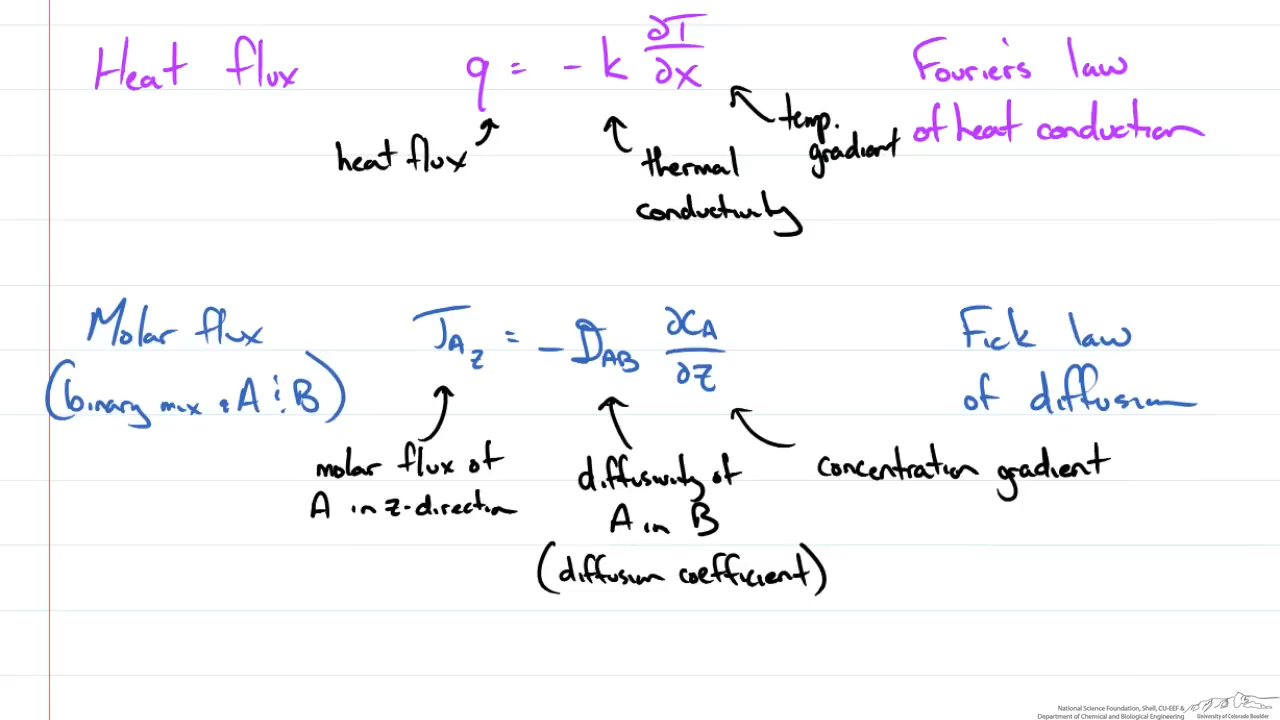 Heat flux q = - k ∂T/∂x Fourier's law
of heat conduction
heat flux
thermal
conductivity
temp.
gradient
Molar flux J_Az = - D_AB ∂C_A/∂z Fick law
(binary mix A & B) of diffusion
molar flux of
A in z-direction
diffusivity of
A in B
(diffusion coefficient)
concentration gradient
National Science Foundation, Shell, CU-EEF &
Department of Chemical and Biological Engineering
University of Colorado Boulder